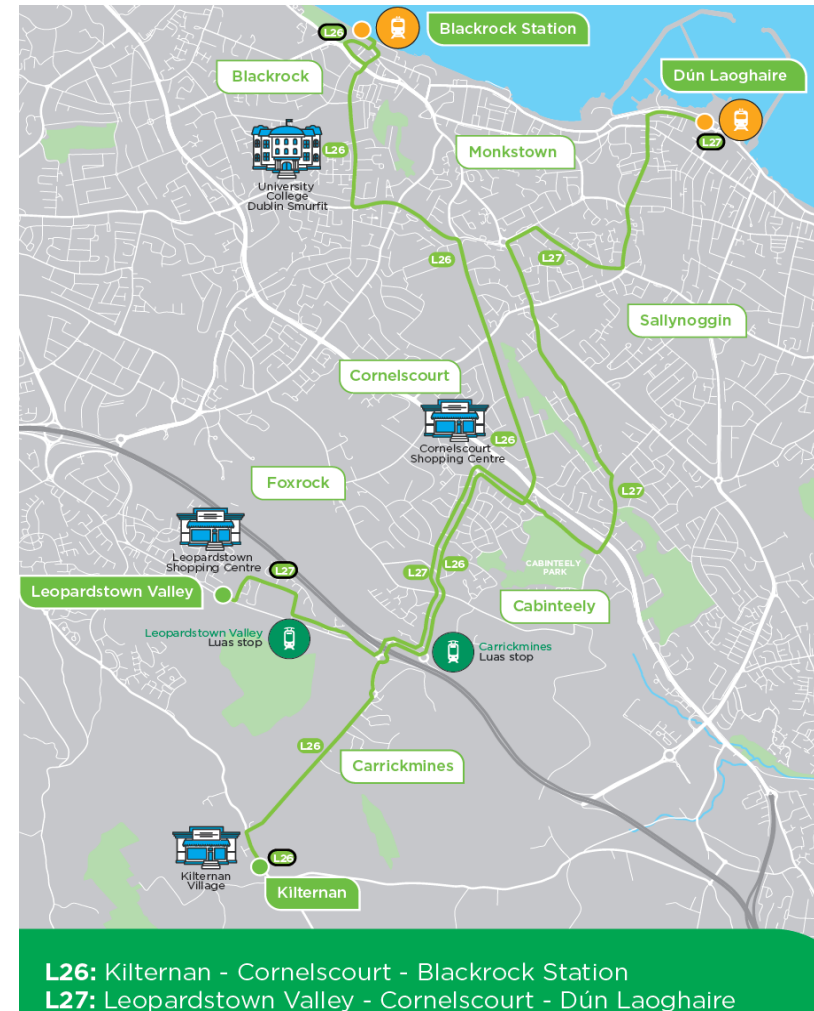 L26
Blackrock Station
Blackrock
Dún Laoghaire
L27
Monkstown
L26
University
College
Dublin Smurfit
L26
L27
Sallynoggin
Cornelscourt
L26
Cornelscourt
Shopping Centre
Foxrock
L27
Leopardstown
Shopping Centre
L27
L27
L26
CABINTEELY
PARK
Leopardstown Valley
Cabinteely
Leopardstown Valley
Luas stop
Carrickmines
Luas stop
L26
Carrickmines
Kilternan
Village
L26
Kilternan
L26: Kilternan - Cornelscourt - Blackrock Station
L27: Leopardstown Valley - Cornelscourt - Dún Laoghaire